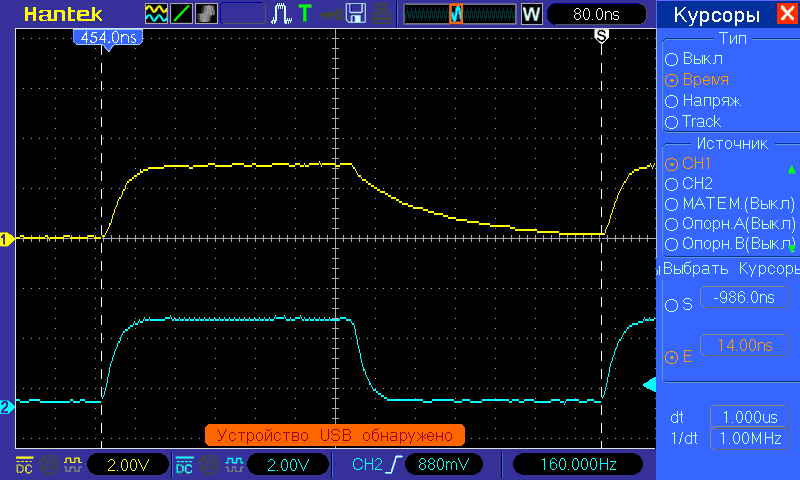 Hantek T W 80.0ns
454.0ns S
1
2
Курсоры
Тип
Выкл
Время
Напряж.
Track
Источник
CH1
CH2
МАТЕМ.(Выкл)
Опорн.A(Выкл)
Опорн.B(Выкл)
Выбрать Курсоры
S -986.0ns
E 14.00ns
dt 1.000us
1/dt 1.00MHz
Устройство USB обнаружено
DC 2.00V DC 2.00V CH2 880mV 160.000Hz